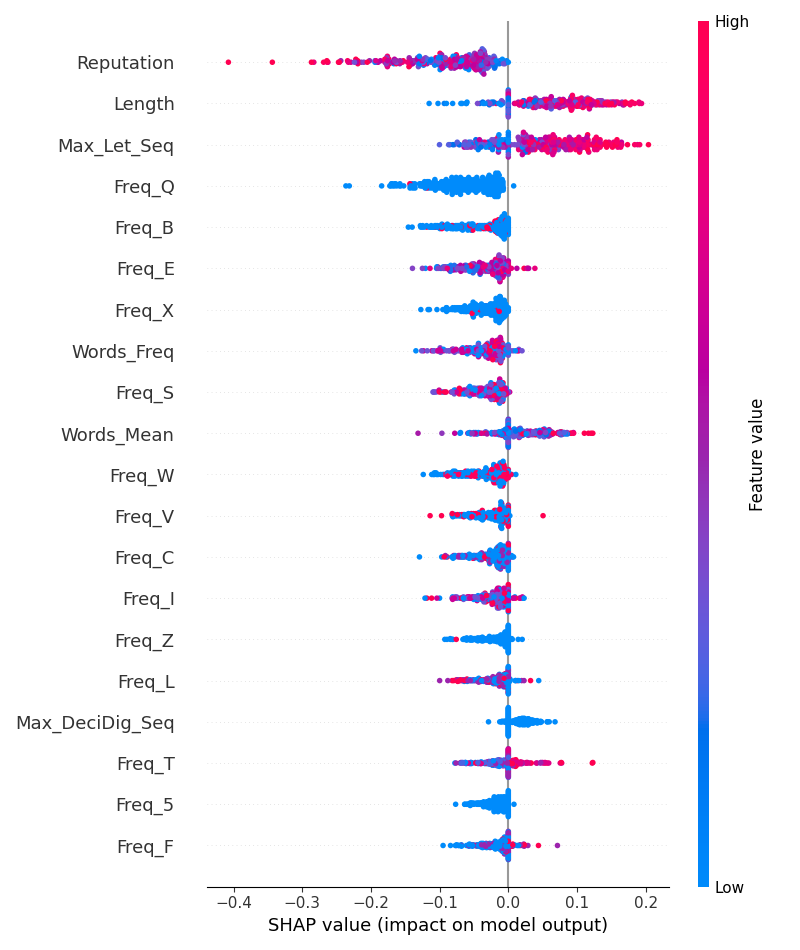 High
Reputation
Length
Max_Let_Seq
Freq_Q
Freq_B
Freq_E
Freq_X
Words_Freq
Freq_S
Words_Mean
Freq_W
Freq_V
Freq_C
Freq_I
Freq_Z
Freq_L
Max_DeciDig_Seq
Freq_T
Freq_5
Freq_F
Feature value
Low
−0.4 −0.3 −0.2 −0.1 0.0 0.1 0.2
SHAP value (impact on model output)